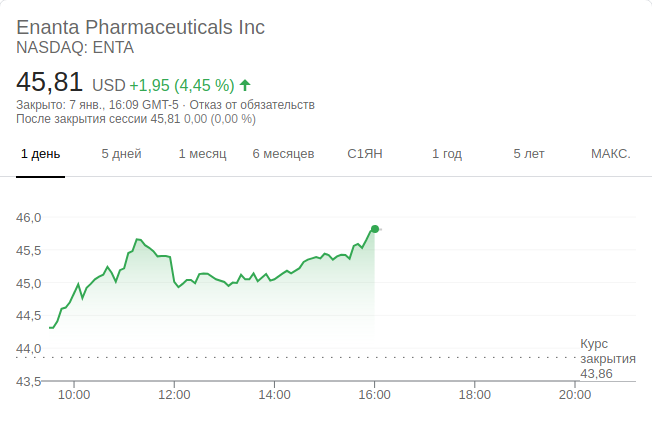 Enanta Pharmaceuticals Inc
NASDAQ: ENTA
45,81 USD +1,95 (4,45 %)
Закрыто: 7 янв., 16:09 GMT-5 · Отказ от обязательств
После закрытия сессии 45,81 0,00 (0,00 %)
1 день 5 дней 1 месяц 6 месяцев С1ЯН 1 год 5 лет МАКС.
46,0
45,5
45,0
44,5
44,0
Курс
закрытия
43,86
43,5
10:00 12:00 14:00 16:00 18:00 20:00